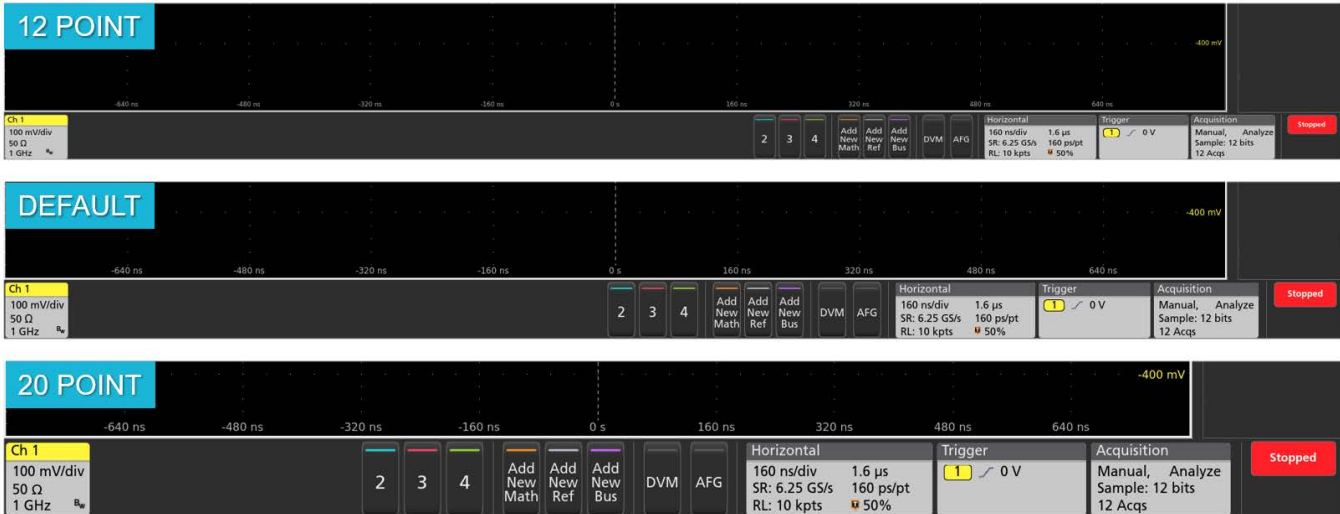 12 POINT
-400 mV
-640 ns -480 ns -320 ns -160 ns 0 s 160 ns 320 ns 480 ns 640 ns
Ch 1
100 mV/div
50 Ω
1 GHz Bw
2 3 4
Add New Math
Add New Ref
Add New Bus
DVM AFG
Horizontal
160 ns/div 1.6 µs
SR: 6.25 GS/s 160 ps/pt
RL: 10 kpts 50%
Trigger
1 0 V
Acquisition
Manual, Analyze
Sample: 12 bits
12 Acqs
Stopped
DEFAULT
-400 mV
-640 ns -480 ns -320 ns -160 ns 0 s 160 ns 320 ns 480 ns 640 ns
Ch 1
100 mV/div
50 Ω
1 GHz Bw
2 3 4
Add New Math
Add New Ref
Add New Bus
DVM AFG
Horizontal
160 ns/div 1.6 µs
SR: 6.25 GS/s 160 ps/pt
RL: 10 kpts 50%
Trigger
1 0 V
Acquisition
Manual, Analyze
Sample: 12 bits
12 Acqs
Stopped
20 POINT
-400 mV
-640 ns -480 ns -320 ns -160 ns 0 s 160 ns 320 ns 480 ns 640 ns
Ch 1
100 mV/div
50 Ω
1 GHz Bw
2 3 4
Add New Math
Add New Ref
Add New Bus
DVM AFG
Horizontal
160 ns/div 1.6 µs
SR: 6.25 GS/s 160 ps/pt
RL: 10 kpts 50%
Trigger
1 0 V
Acquisition
Manual, Analyze
Sample: 12 bits
12 Acqs
Stopped